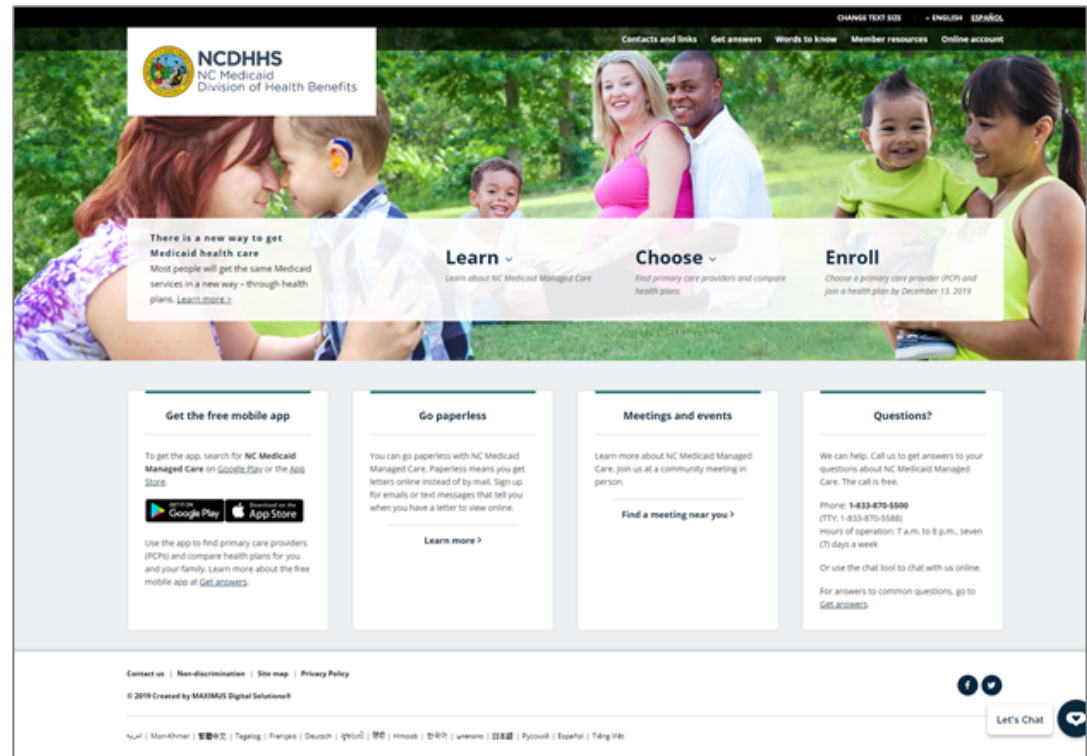 CHANGE TEXT SIZE ENGLISH ESPAÑOL
Contacts and links Get answers Words to know Member resources Online account
NCDHHS
NC Medicaid
Division of Health Benefits
There is a new way to get
Medicaid health care
Most people will get the same Medicaid
services in a new way – through health
plans. Learn more >
Learn
Learn about NC Medicaid Managed Care
Choose
Find primary care providers and compare
health plans
Enroll
Choose a primary care provider (PCP) and
join a health plan by December 13, 2019
Get the free mobile app
To get the app, search for NC Medicaid
Managed Care on Google Play or the App
Store.
GET IT ON
Google Play
Download on the
App Store
Use the app to find primary care providers
(PCPs) and compare health plans for you
and your family. Learn more about the free
mobile app at Get answers.
Go paperless
You can go paperless with NC Medicaid
Managed Care. Paperless means you get
letters online instead of by mail. Sign up
for emails or text messages that tell you
when you have a letter to view online.
Learn more >
Meetings and events
Learn more about NC Medicaid Managed
Care. Join us at a community meeting in
person.
Find a meeting near you >
Questions?
We can help. Call us to get answers to your
questions about NC Medicaid Managed
Care. The call is free.
Phone: 1-833-870-5500
(TTY: 1-833-870-5588)
Hours of operation: 7 a.m. to 8 p.m., seven
(7) days a week
Or use the chat tool to chat with us online.
For answers to common questions, go to
Get answers.
Contact us | Non-discrimination | Site map | Privacy Policy
© 2019 Created by MAXIMUS Digital Solutions®
Let's Chat
العربية | Mon-Khmer | 繁體中文 | Tagalog | Français | Deutsch | ગુજરાતી | हिंदी | Hmoob | 한국어 | 日本語 | Русский | Español | Tiếng Việt